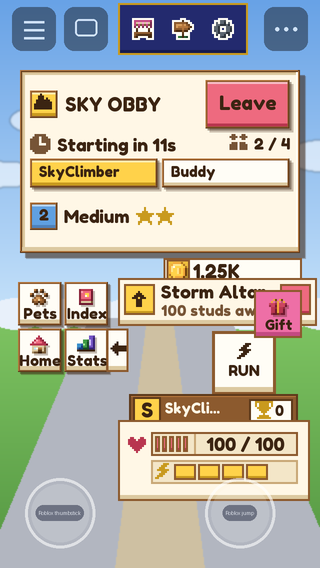 SKY OBBY
Leave
Starting in 11s
2 / 4
SkyClimber
Buddy
2
Medium
1.25K
Storm Altar
100 studs aw
Gift
Pets
Index
Home
Stats
RUN
S
SkyCli...
0
100 / 100
Roblox thumbstick
Roblox jump